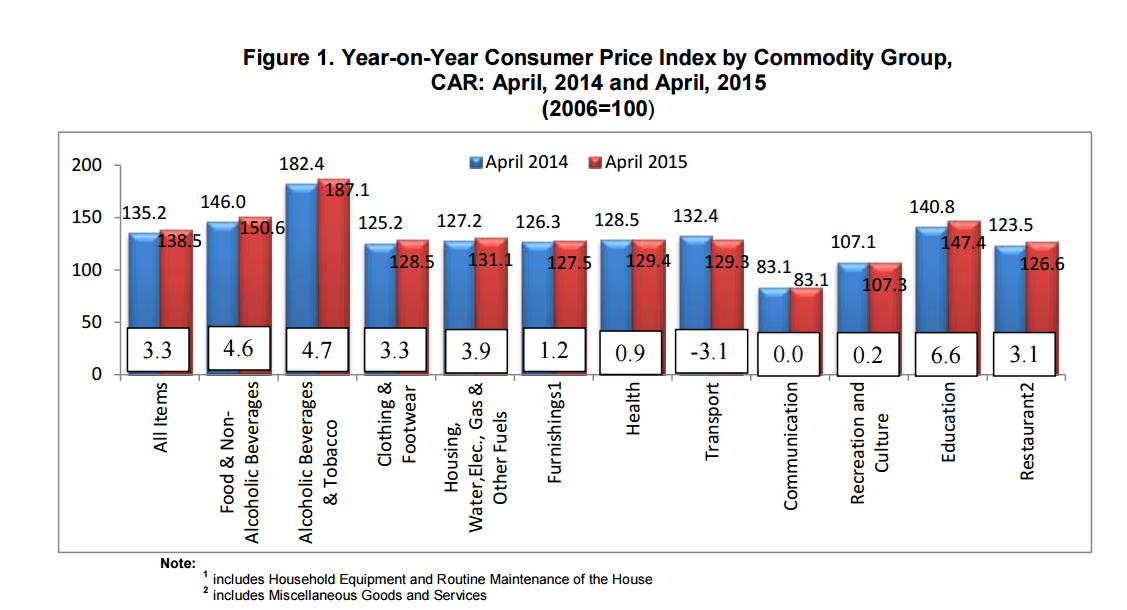 Figure 1. Year-on-Year Consumer Price Index by Commodity Group,
CAR: April, 2014 and April, 2015
(2006=100)
April 2014 April 2015
200
150
100
50
0
135.2
138.5
146.0
150.6
182.4
187.1
125.2
128.5
127.2
131.1
126.3
127.5
128.5
129.4
132.4
129.3
83.1
83.1
107.1
107.3
140.8
147.4
123.5
126.6
3.3
4.6
4.7
3.3
3.9
1.2
0.9
-3.1
0.0
0.2
6.6
3.1
All Items
Food & Non-
Alcoholic Beverages
Alcoholic Beverages
& Tobacco
Clothing &
Footwear
Housing,
Water,Elec., Gas &
Other Fuels
Furnishings1
Health
Transport
Communication
Recreation and
Culture
Education
Restaurant2
Note:
1 includes Household Equipment and Routine Maintenance of the House
2 includes Miscellaneous Goods and Services